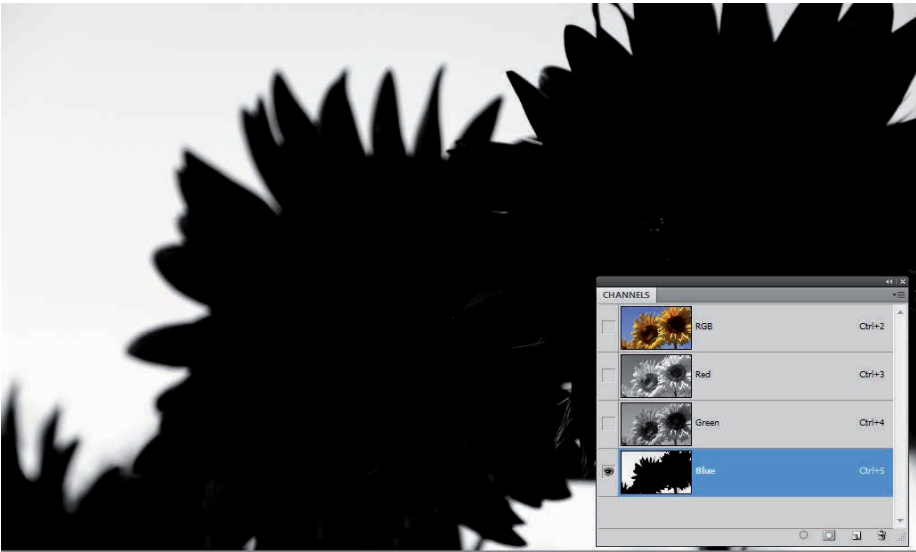 CHANNELS
RGB Ctrl+2
Red Ctrl+3
Green Ctrl+4
Blue Ctrl+5